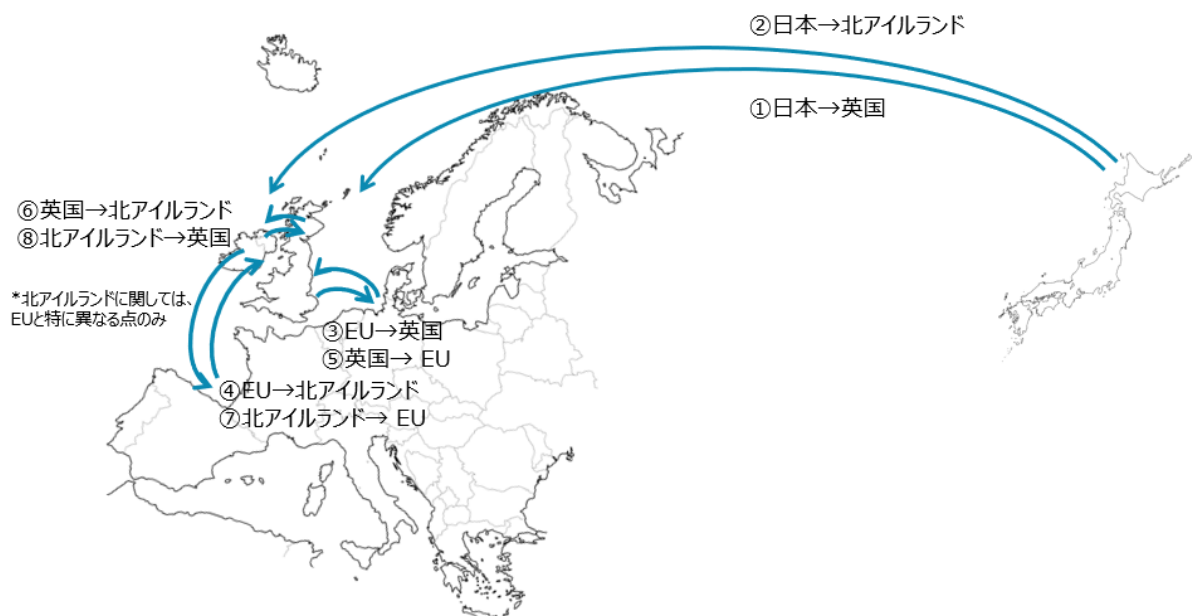 ②日本→北アイルランド
①日本→英国
⑥英国→北アイルランド
⑧北アイルランド→英国
*北アイルランドに関しては、
EUと特に異なる点のみ
③EU→英国
⑤英国→ EU
④EU→北アイルランド
⑦北アイルランド→ EU